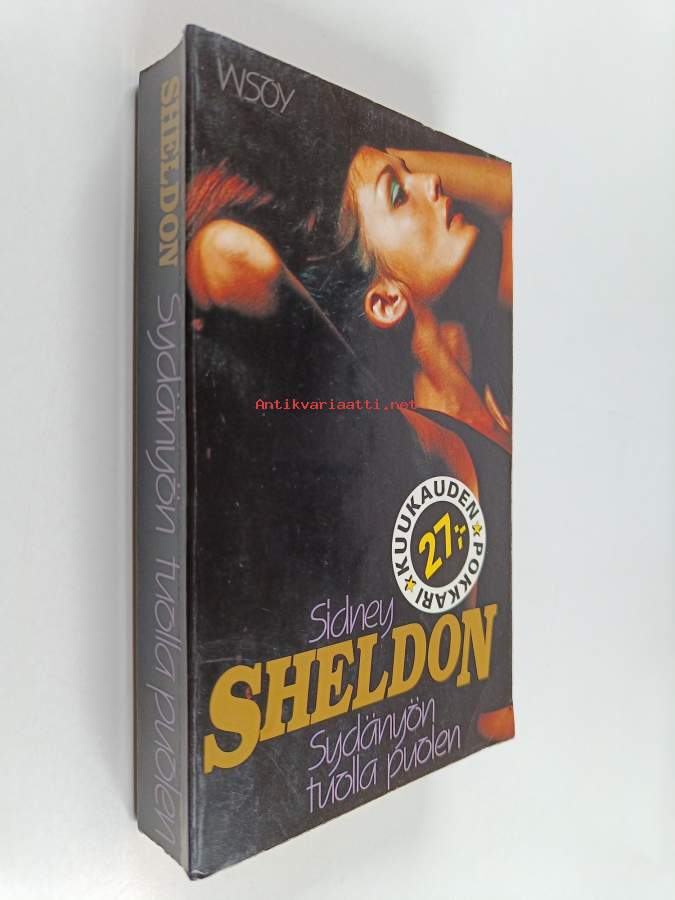 WSOY
SHELDON Sydänyön tuolla puolen
Antikvariaatti.net
KUUKAUDEN
27:-
POKKARI
Sidney
SHELDON
Sydänyön
tuolla puolen